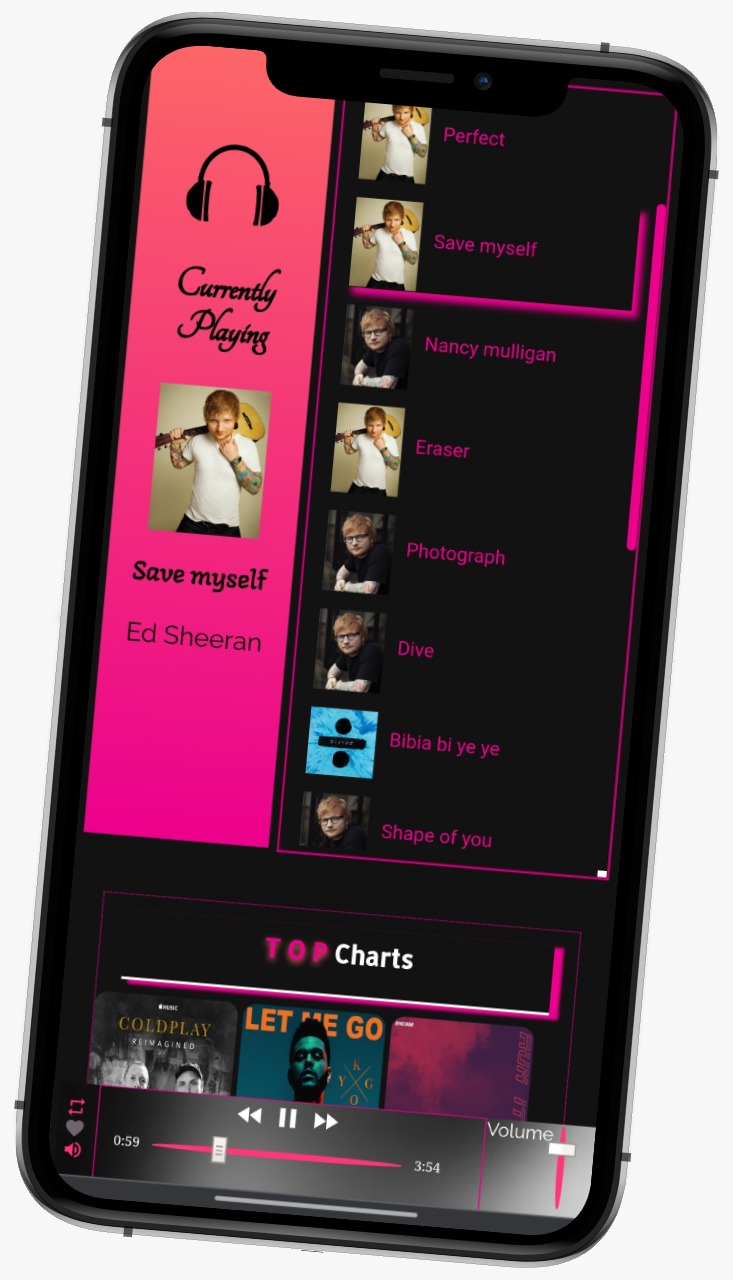 Currently
Playing
Save myself
Ed Sheeran
Perfect
Save myself
Nancy mulligan
Eraser
Photograph
Dive
Bibia bi ye ye
Shape of you
TOP Charts
MUSIC
COLDPLAY
REIMAGINED
LET ME GO
K
Y G
O
0:59
3:54
Volume